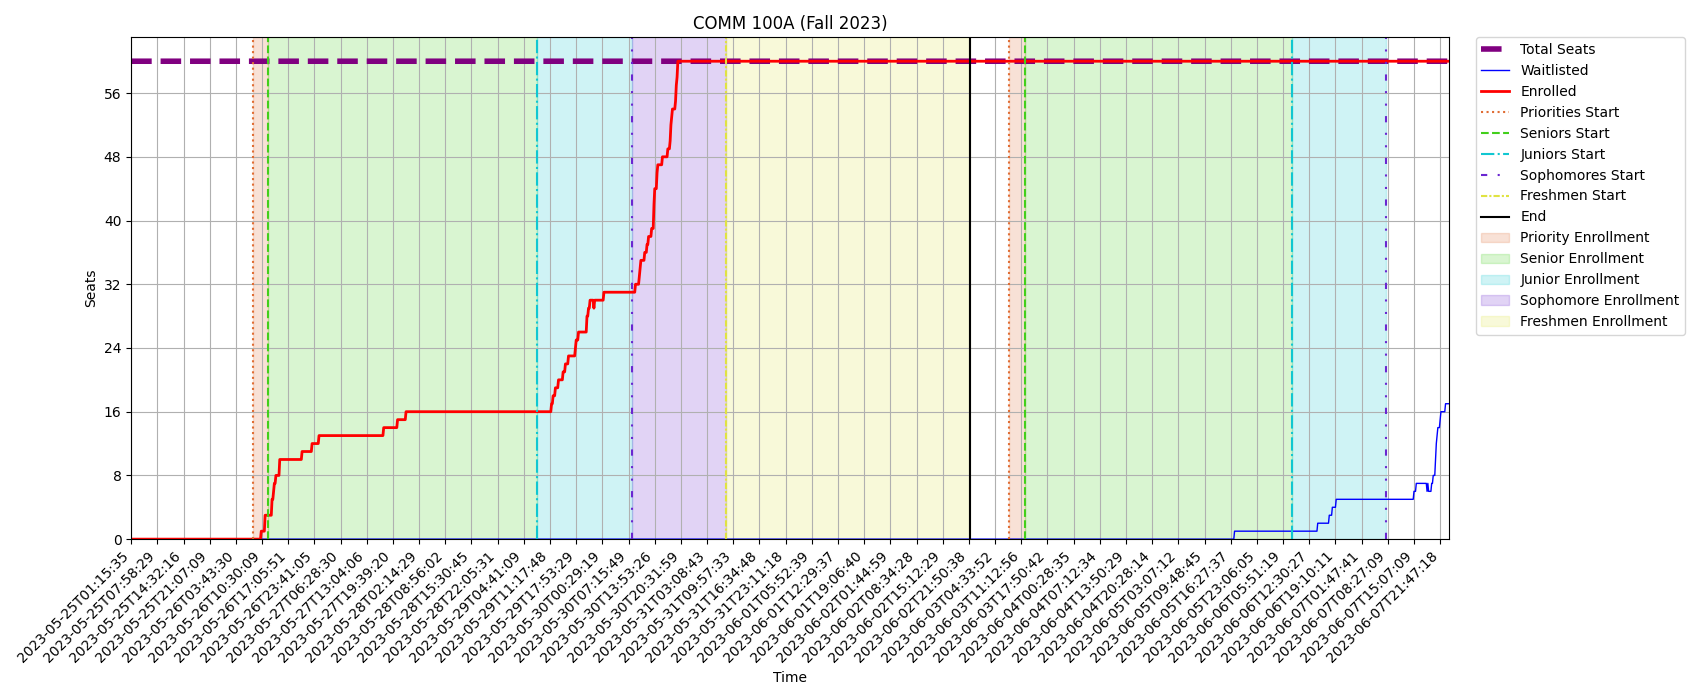 COMM 100A (Fall 2023)
Seats
56
48
40
32
24
16
8
0
2023-05-25T01:15:35
2023-05-25T07:58:29
2023-05-25T14:32:16
2023-05-25T21:07:09
2023-05-26T03:43:30
2023-05-26T10:30:09
2023-05-26T17:05:51
2023-05-26T23:41:05
2023-05-27T06:28:30
2023-05-27T13:04:06
2023-05-27T19:39:20
2023-05-28T02:14:29
2023-05-28T08:56:02
2023-05-28T15:30:45
2023-05-28T22:05:31
2023-05-29T04:41:09
2023-05-29T11:17:48
2023-05-29T17:53:29
2023-05-30T00:29:19
2023-05-30T07:15:49
2023-05-30T13:53:26
2023-05-30T20:31:59
2023-05-31T03:08:43
2023-05-31T09:57:33
2023-05-31T16:34:48
2023-05-31T23:11:18
2023-06-01T05:52:39
2023-06-01T12:29:37
2023-06-01T19:06:40
2023-06-02T01:44:59
2023-06-02T08:34:28
2023-06-02T15:12:29
2023-06-02T21:50:38
2023-06-03T04:33:52
2023-06-03T11:12:56
2023-06-03T17:50:42
2023-06-04T00:28:35
2023-06-04T07:12:34
2023-06-04T13:50:29
2023-06-04T20:28:14
2023-06-05T03:07:12
2023-06-05T09:48:45
2023-06-05T16:27:37
2023-06-05T23:06:05
2023-06-06T05:51:19
2023-06-06T12:30:27
2023-06-06T19:10:11
2023-06-07T01:47:41
2023-06-07T08:27:09
2023-06-07T15:07:09
2023-06-07T21:47:18
Time
Total Seats
Waitlisted
Enrolled
Priorities Start
Seniors Start
Juniors Start
Sophomores Start
Freshmen Start
End
Priority Enrollment
Senior Enrollment
Junior Enrollment
Sophomore Enrollment
Freshmen Enrollment